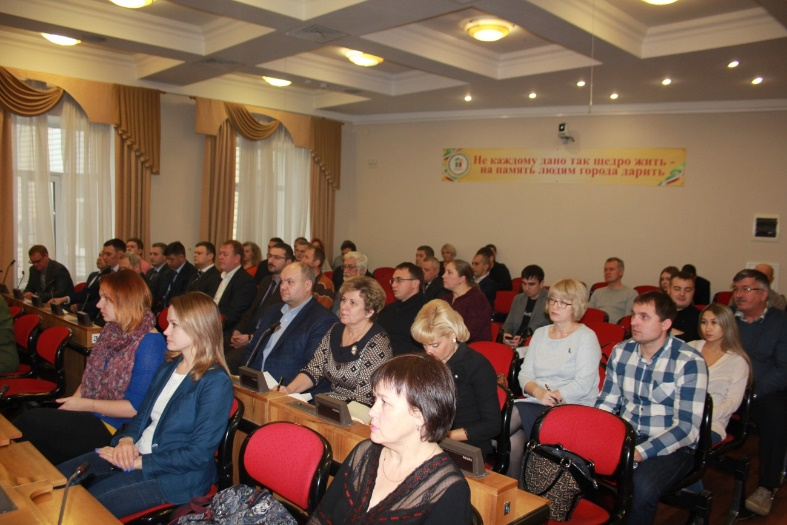 Не каждому дано так щедро жить -
на память людям города дарить